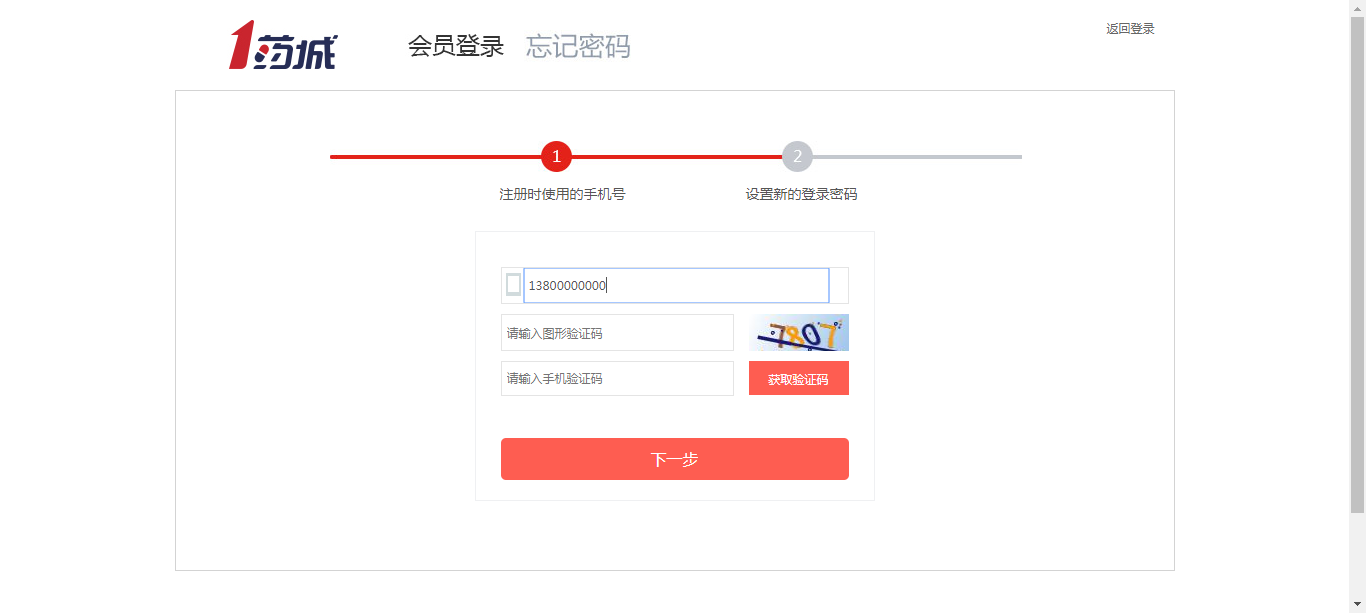 1药城
会员登录 忘记密码
返回登录
1 2
注册时使用的手机号 设置新的登录密码
13800000000
请输入图形验证码 7807
请输入手机验证码 获取验证码
下一步